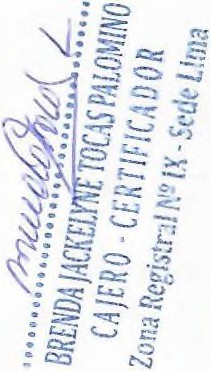 BRENDA JACKELYNE TOCAS PALOMINO
CAJERO - CERTIFICADOR
Zona Registral Nº IX - Sede Lima